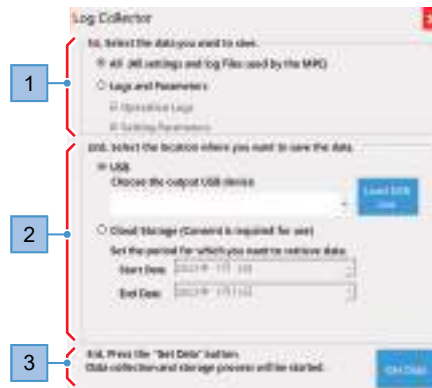 Log Collector
1st. Select the data you want to save.
All (All settings and log files used by the MPC)
Logs and Parameters
Operation Logs
Setting Parameters
1
2nd. Select the location where you want to save the data.
USB
Choose the output USB device
Cloud Storage (Consent is required for use)
Set the period for which you want to retrieve data.
Start Date
End Date
2
3rd. Press the "Get Data" button.
Data collection and storage process will be started.
Get Data
3